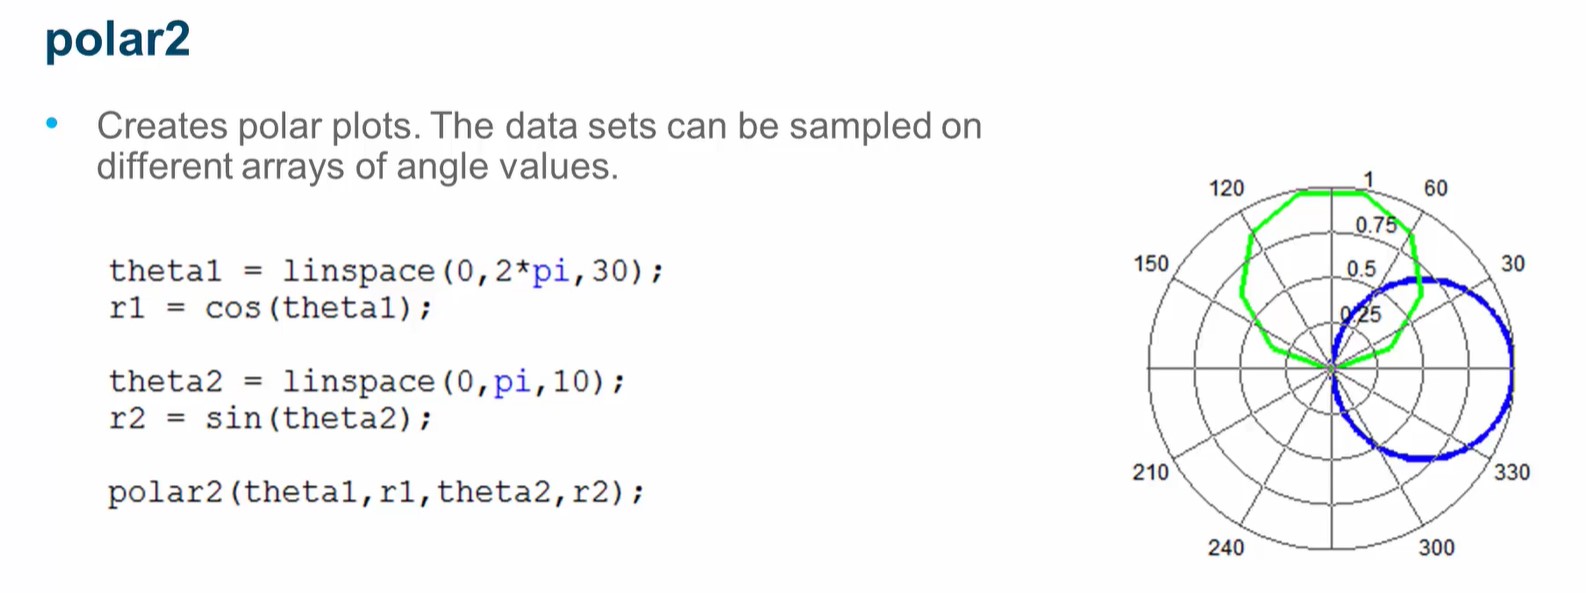 polar2
• Creates polar plots. The data sets can be sampled on
different arrays of angle values.
theta1 = linspace(0,2*pi,30);
r1 = cos(theta1);
theta2 = linspace(0,pi,10);
r2 = sin(theta2);
polar2(theta1,r1,theta2,r2);
120
1
60
0.75
150
0.5
30
0.25
210
330
240
300